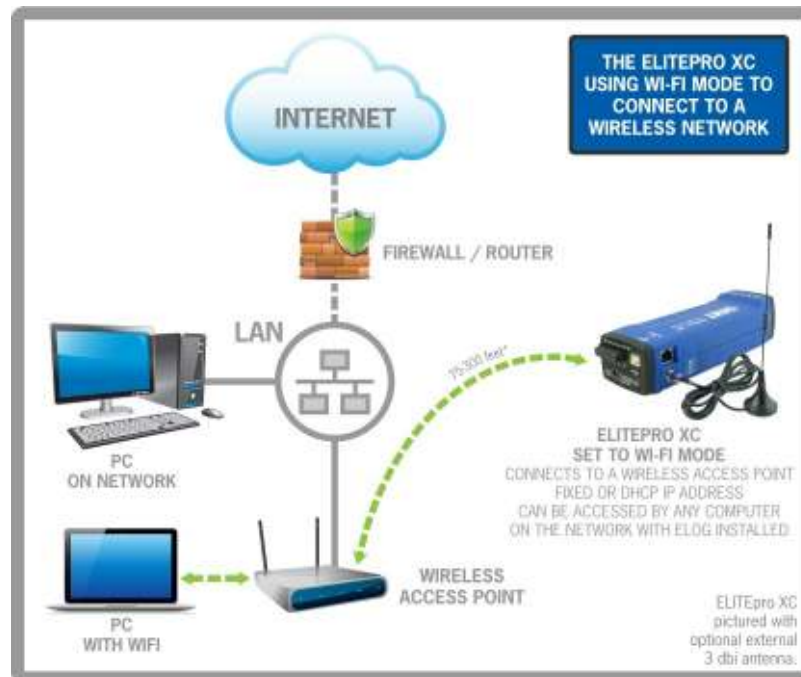 THE ELITEPRO XC
USING WI-FI MODE TO
CONNECT TO A
WIRELESS NETWORK
INTERNET
FIREWALL / ROUTER
LAN
75-300 feet*
PC
ON NETWORK
ELITEPRO XC
SET TO WI-FI MODE
CONNECTS TO A WIRELESS ACCESS POINT
FIXED OR DHCP IP ADDRESS
CAN BE ACCESSED BY ANY COMPUTER
ON THE NETWORK WITH ELOG INSTALLED
WIRELESS
ACCESS POINT
PC
WITH WIFI
ELITEpro XC
pictured with
optional external
3 dbi antenna.